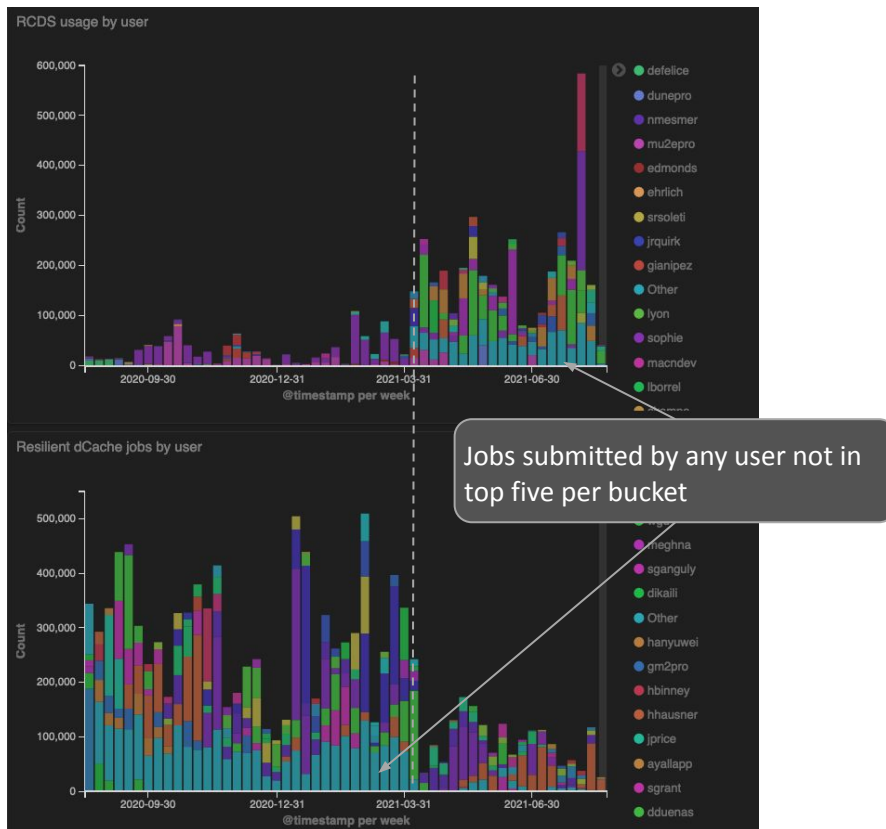 RCDS usage by user
600,000
500,000
400,000
300,000
200,000
100,000
0
Count
2020-09-30
2020-12-31
2021-03-31
2021-06-30
@timestamp per week
defelice
dunepro
nmesmer
mu2epro
edmonds
ehrlich
srsoleti
jrquirk
gianipez
Other
lyon
sophie
macndev
lborrel
Jobs submitted by any user not in
top five per bucket
Resilient dCache jobs by user
500,000
400,000
300,000
200,000
100,000
0
Count
2020-09-30
2020-12-31
2021-03-31
2021-06-30
@timestamp per week
meghna
sganguly
dikaili
Other
hanyuwei
gm2pro
hbinney
hhausner
jprice
ayallapp
sgrant
dduenas